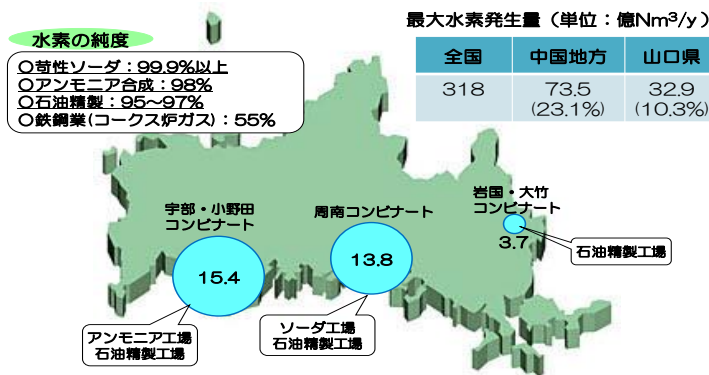 水素の純度
〇苛性ソーダ：99.9%以上
〇アンモニア合成：98%
〇石油精製：95～97%
〇鉄鋼業(コークス炉ガス)：55%
最大水素発生量（単位：億Nm³/y）
全国 中国地方 山口県
318 73.5 32.9
(23.1%) (10.3%)
宇部・小野田
コンビナート
15.4
アンモニア工場
石油精製工場
周南コンビナート
13.8
ソーダ工場
石油精製工場
岩国・大竹
コンビナート
3.7
石油精製工場